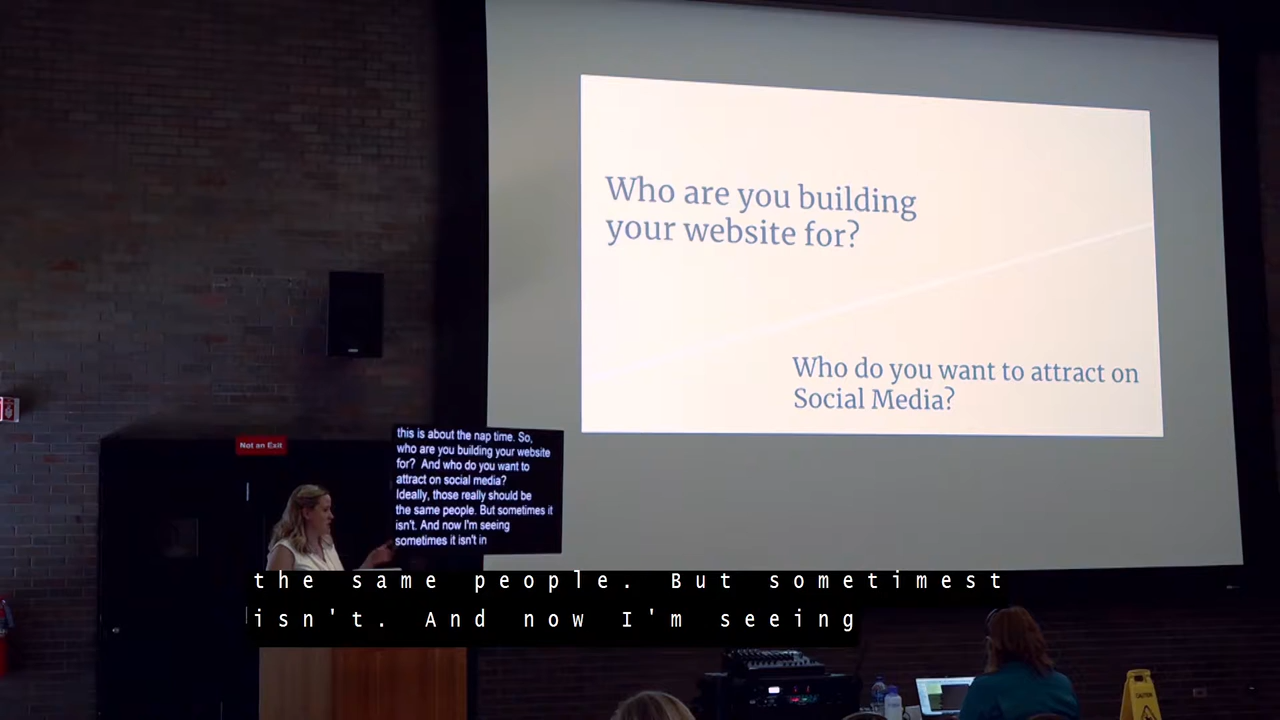 Who are you building
your website for?
Who do you want to attract on
Social Media?
Not an Exit
this is about the nap time. So,
who are you building your website
for? And who do you want to
attract on social media?
Ideally, those really should be
the same people. But sometimes it
isn't. And now I'm seeing
sometimes it isn't in
the same people. But sometimest
isn't. And now I'm seeing
CAUTION